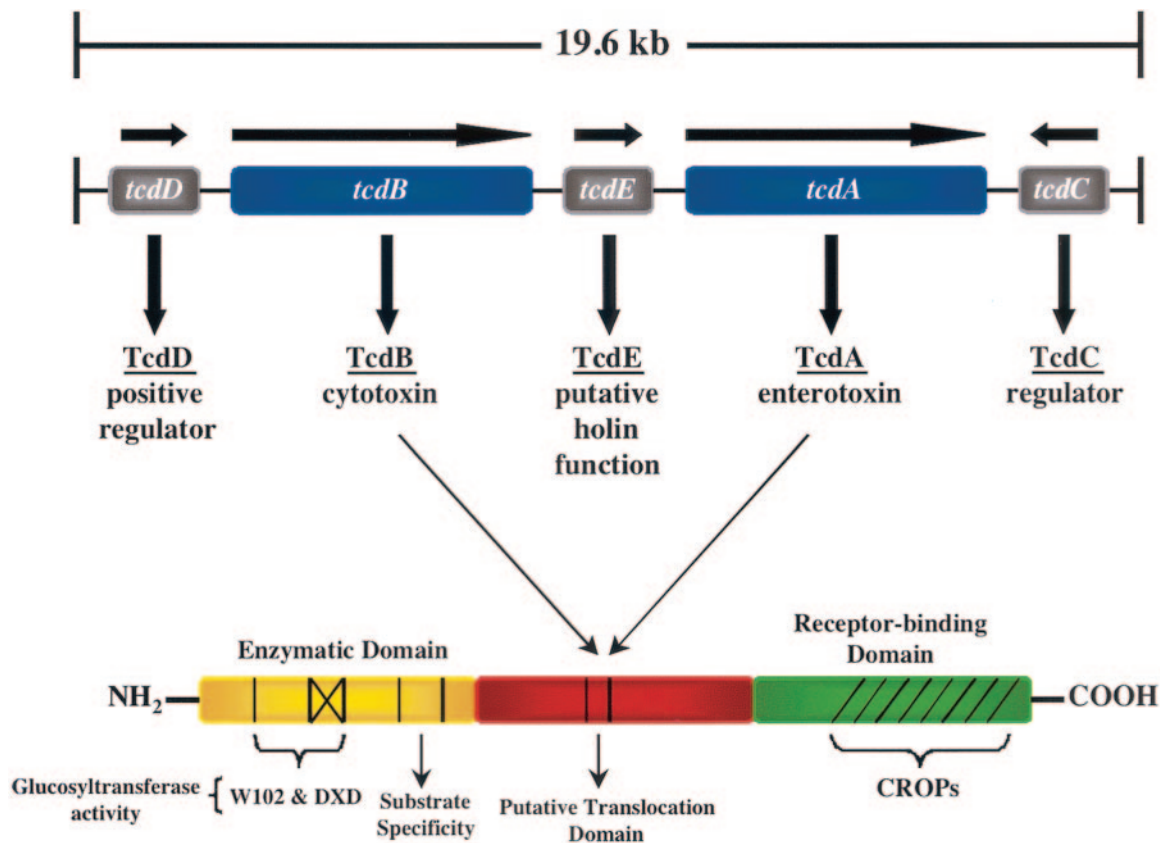 19.6 kb
tcdD tcdB tcdE tcdA tcdC
TcdD TcdB TcdE TcdA TcdC
positive cytotoxin putative enterotoxin regulator
regulator holin
function
Receptor-binding
Enzymatic Domain Domain
NH₂ COOH
Glucosyltransferase W102 & DXD Substrate Putative Translocation CROPs
activity Specificity Domain